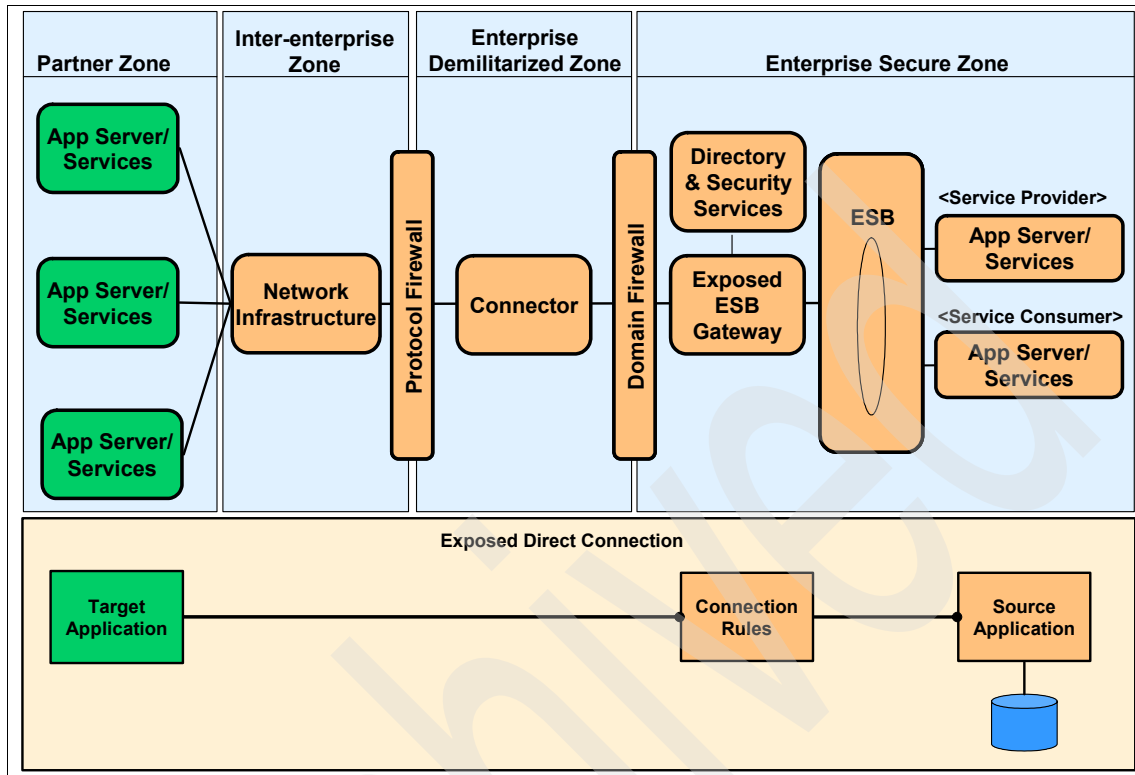 Partner Zone
Inter-enterprise
Zone
Enterprise
Demilitarized Zone
Enterprise Secure Zone
App Server/
Services
App Server/
Services
App Server/
Services
Network
Infrastructure
Protocol Firewall
Connector
Domain Firewall
Directory
& Security
Services
Exposed
ESB
Gateway
ESB
<Service Provider>
App Server/
Services
<Service Consumer>
App Server/
Services
Exposed Direct Connection
Target
Application
Connection
Rules
Source
Application